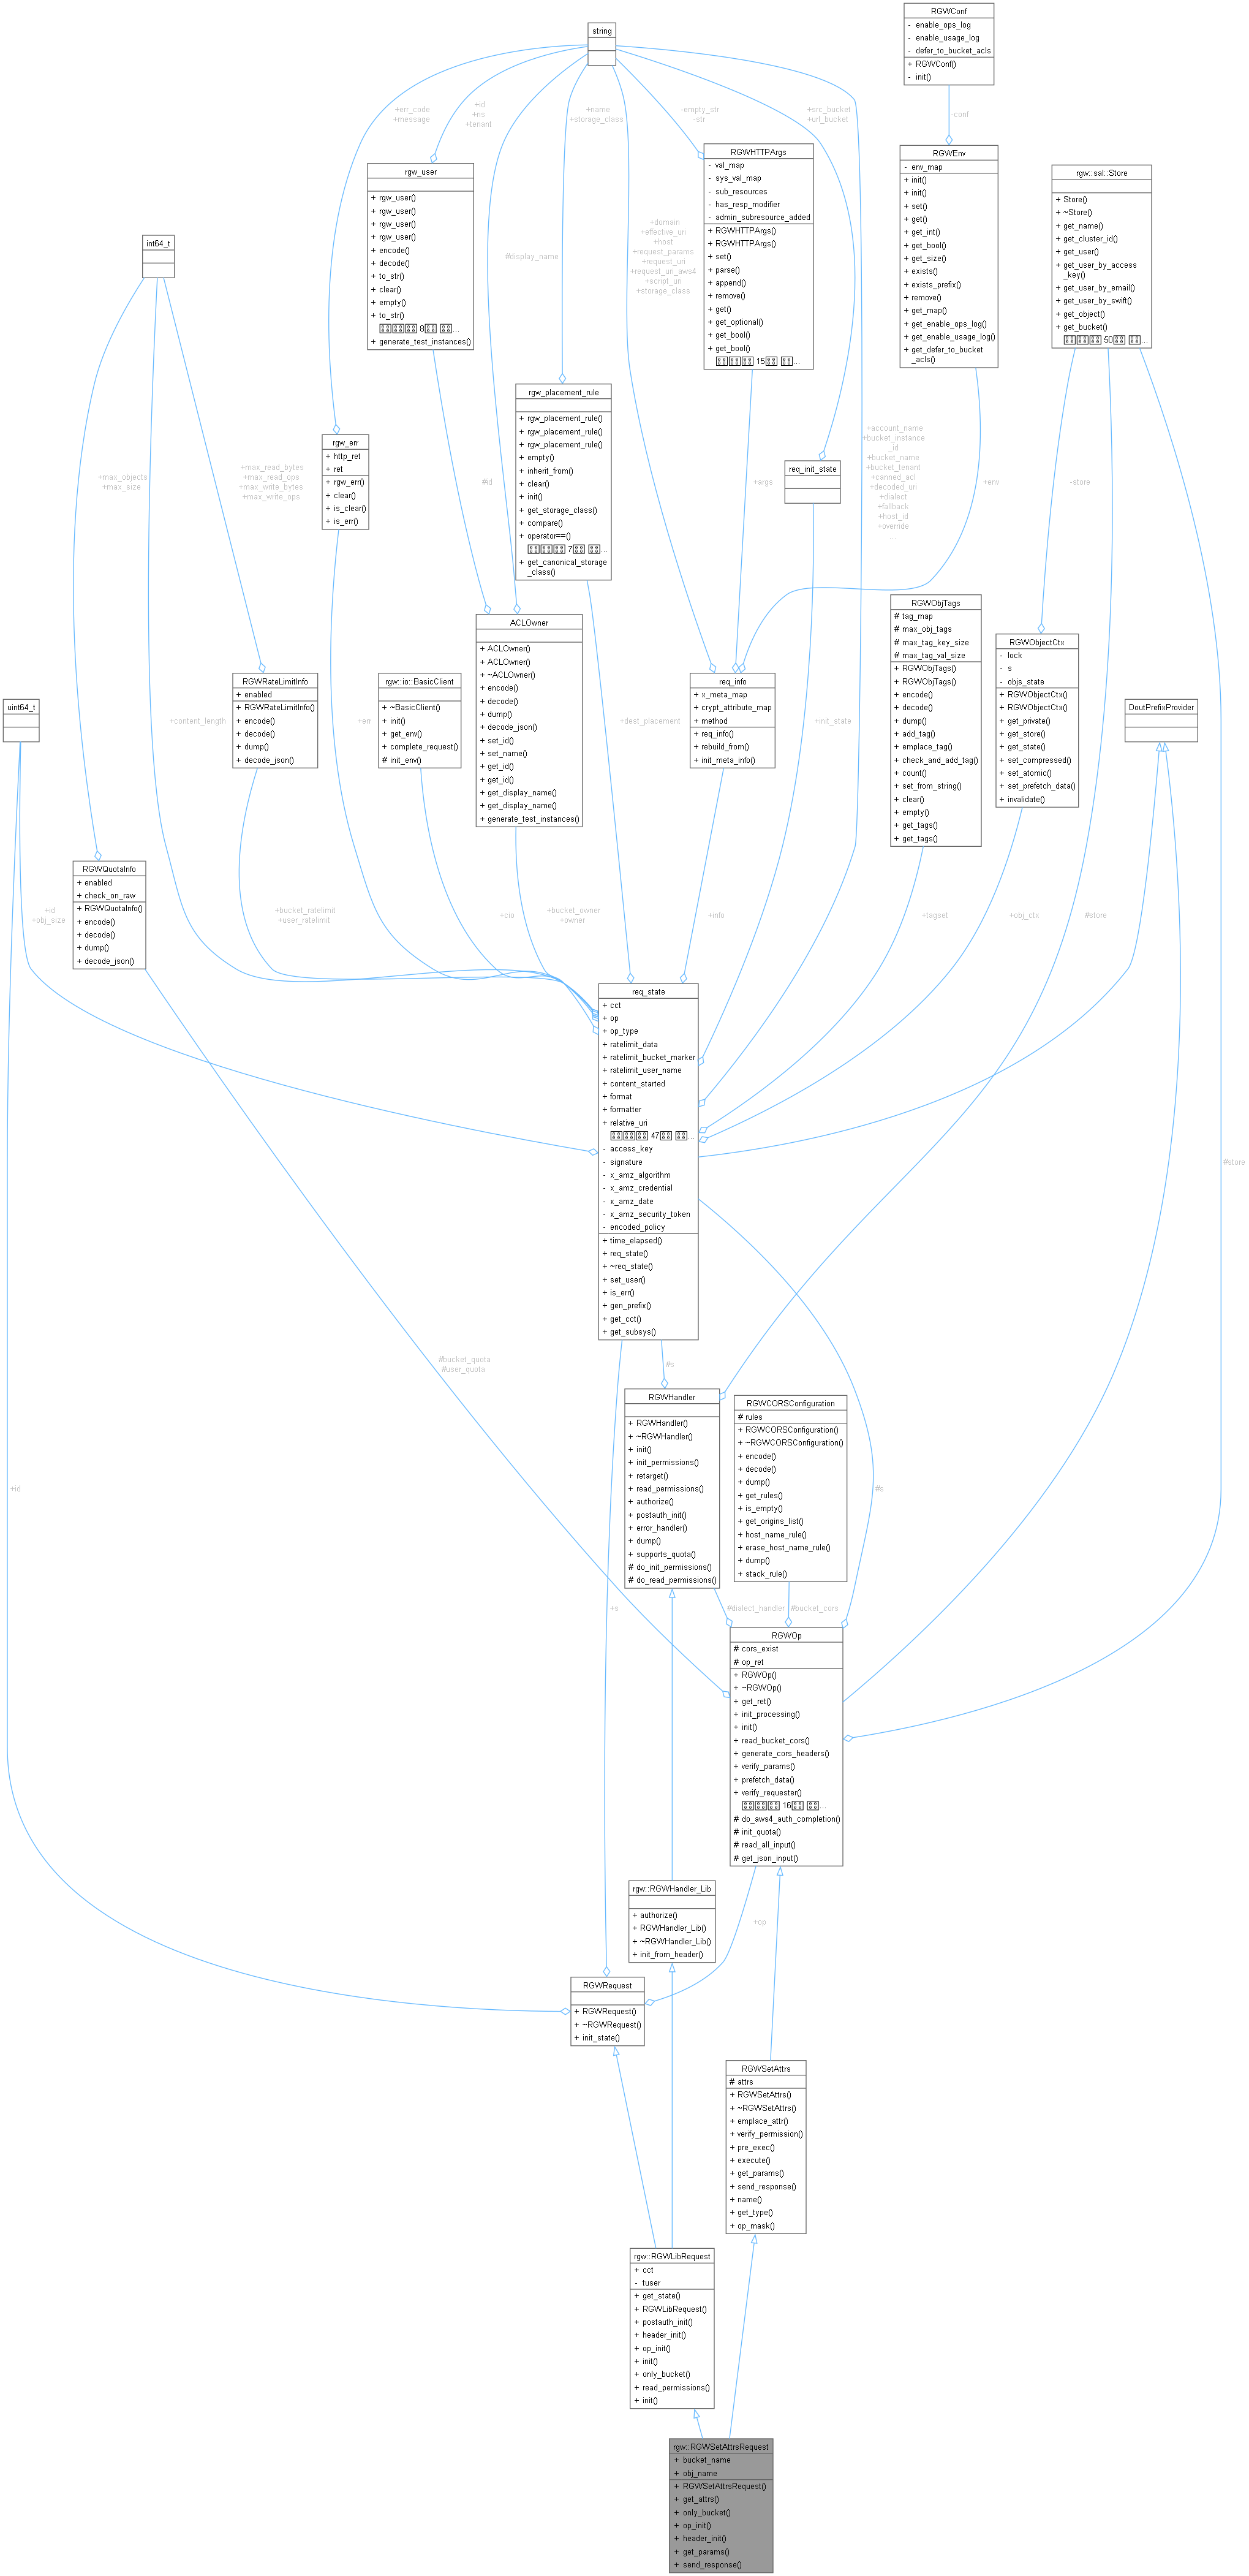 string
RGWConf
- enable_ops_log
- enable_usage_log
- defer_to_bucket_acls
+ RGWConf()
- init()
+err_code
+message
+id
+ns
+tenant
+name
+storage_class
-empty_str
-str
+src_bucket
+url_bucket
-conf
rgw_user
+ rgw_user()
+ rgw_user()
+ rgw_user()
+ rgw_user()
+ encode()
+ decode()
+ to_str()
+ clear()
+ empty()
+ to_str()
8 ...
+ generate_test_instances()
RGWHTTPArgs
- val_map
- sys_val_map
- sub_resources
- has_resp_modifier
- admin_subresource_added
+ RGWHTTPArgs()
+ RGWHTTPArgs()
+ set()
+ parse()
+ append()
+ remove()
+ get()
+ get_optional()
+ get_bool()
+ get_bool()
15 ...
RGWEnv
- env_map
+ init()
+ init()
+ set()
+ get()
+ get_int()
+ get_bool()
+ get_size()
+ exists()
+ exists_prefix()
+ remove()
+ get_map()
+ get_enable_ops_log()
+ get_enable_usage_log()
+ get_defer_to_bucket
_acls()
rgw::sal::Store
+ Store()
+ ~Store()
+ get_name()
+ get_cluster_id()
+ get_user()
+ get_user_by_access
_key()
+ get_user_by_email()
+ get_user_by_swift()
+ get_object()
+ get_bucket()
50 ...
int64_t
#display_name
+domain
+effective_uri
+host
+request_params
+request_uri
+request_uri_aws4
+script_uri
+storage_class
rgw_placement_rule
+ rgw_placement_rule()
+ rgw_placement_rule()
+ rgw_placement_rule()
+ empty()
+ inherit_from()
+ clear()
+ init()
+ get_storage_class()
+ compare()
+ operator==()
7 ...
+ get_canonical_storage
_class()
rgw_err
+ http_ret
+ ret
+ rgw_err()
+ clear()
+ is_clear()
+ is_err()
req_init_state
+max_objects
+max_size
+max_read_bytes
+max_read_ops
+max_write_bytes
+max_write_ops
#id
+args
+account_name
+bucket_instance
_id
+bucket_name
+bucket_tenant
+canned_acl
+decoded_uri
+dialect
+fallback
+host_id
+override
...
+env
-store
RGWObjTags
# tag_map
# max_obj_tags
# max_tag_key_size
# max_tag_val_size
+ RGWObjTags()
+ RGWObjTags()
+ encode()
+ decode()
+ dump()
+ add_tag()
+ emplace_tag()
+ check_and_add_tag()
+ count()
+ set_from_string()
+ clear()
+ empty()
+ get_tags()
+ get_tags()
ACLOwner
+ ACLOwner()
+ ACLOwner()
+ ~ACLOwner()
+ encode()
+ decode()
+ dump()
+ decode_json()
+ set_id()
+ set_name()
+ get_id()
+ get_id()
+ get_display_name()
+ get_display_name()
+ generate_test_instances()
RGWObjectCtx
- lock
- s
- objs_state
+ RGWObjectCtx()
+ RGWObjectCtx()
+ get_private()
+ get_store()
+ get_state()
+ set_compressed()
+ set_atomic()
+ set_prefetch_data()
+ invalidate()
RGWRateLimitInfo
+ enabled
+ RGWRateLimitInfo()
+ encode()
+ decode()
+ dump()
+ decode_json()
rgw::io::BasicClient
+ ~BasicClient()
+ init()
+ get_env()
+ complete_request()
# init_env()
req_info
+ x_meta_map
+ crypt_attribute_map
+ method
+ req_info()
+ rebuild_from()
+ init_meta_info()
uint64_t
DoutPrefixProvider
+content_length
+err
+dest_placement
+init_state
RGWQuotaInfo
+ enabled
+ check_on_raw
+ RGWQuotaInfo()
+ encode()
+ decode()
+ dump()
+ decode_json()
+id
+obj_size
+bucket_ratelimit
+user_ratelimit
+cio
+bucket_owner
+owner
+info
+tagset
+obj_ctx
#store
req_state
+ cct
+ op
+ op_type
+ ratelimit_data
+ ratelimit_bucket_marker
+ ratelimit_user_name
+ content_started
+ format
+ formatter
+ relative_uri
47 ...
- access_key
- signature
- x_amz_algorithm
- x_amz_credential
- x_amz_date
- x_amz_security_token
- encoded_policy
+ time_elapsed()
+ req_state()
+ ~req_state()
+ set_user()
+ is_err()
+ gen_prefix()
+ get_cct()
+ get_subsys()
#store
#bucket_quota
#user_quota
#s
RGWHandler
+ RGWHandler()
+ ~RGWHandler()
+ init()
+ init_permissions()
+ retarget()
+ read_permissions()
+ authorize()
+ postauth_init()
+ error_handler()
+ dump()
+ supports_quota()
# do_init_permissions()
# do_read_permissions()
RGWCORSConfiguration
# rules
+ RGWCORSConfiguration()
+ ~RGWCORSConfiguration()
+ encode()
+ decode()
+ dump()
+ get_rules()
+ is_empty()
+ get_origins_list()
+ host_name_rule()
+ erase_host_name_rule()
+ dump()
+ stack_rule()
+id
#s
+s
#dialect_handler
#bucket_cors
RGWOp
# cors_exist
# op_ret
+ RGWOp()
+ ~RGWOp()
+ get_ret()
+ init_processing()
+ init()
+ read_bucket_cors()
+ generate_cors_headers()
+ verify_params()
+ prefetch_data()
+ verify_requester()
16 ...
# do_aws4_auth_completion()
# init_quota()
# read_all_input()
# get_json_input()
rgw::RGWHandler_Lib
+ authorize()
+ RGWHandler_Lib()
+ ~RGWHandler_Lib()
+ init_from_header()
+op
RGWRequest
+ RGWRequest()
+ ~RGWRequest()
+ init_state()
RGWSetAttrs
# attrs
+ RGWSetAttrs()
+ ~RGWSetAttrs()
+ emplace_attr()
+ verify_permission()
+ pre_exec()
+ execute()
+ get_params()
+ send_response()
+ name()
+ get_type()
+ op_mask()
rgw::RGWLibRequest
+ cct
- tuser
+ get_state()
+ RGWLibRequest()
+ postauth_init()
+ header_init()
+ op_init()
+ init()
+ only_bucket()
+ read_permissions()
+ init()
rgw::RGWSetAttrsRequest
+ bucket_name
+ obj_name
+ RGWSetAttrsRequest()
+ get_attrs()
+ only_bucket()
+ op_init()
+ header_init()
+ get_params()
+ send_response()